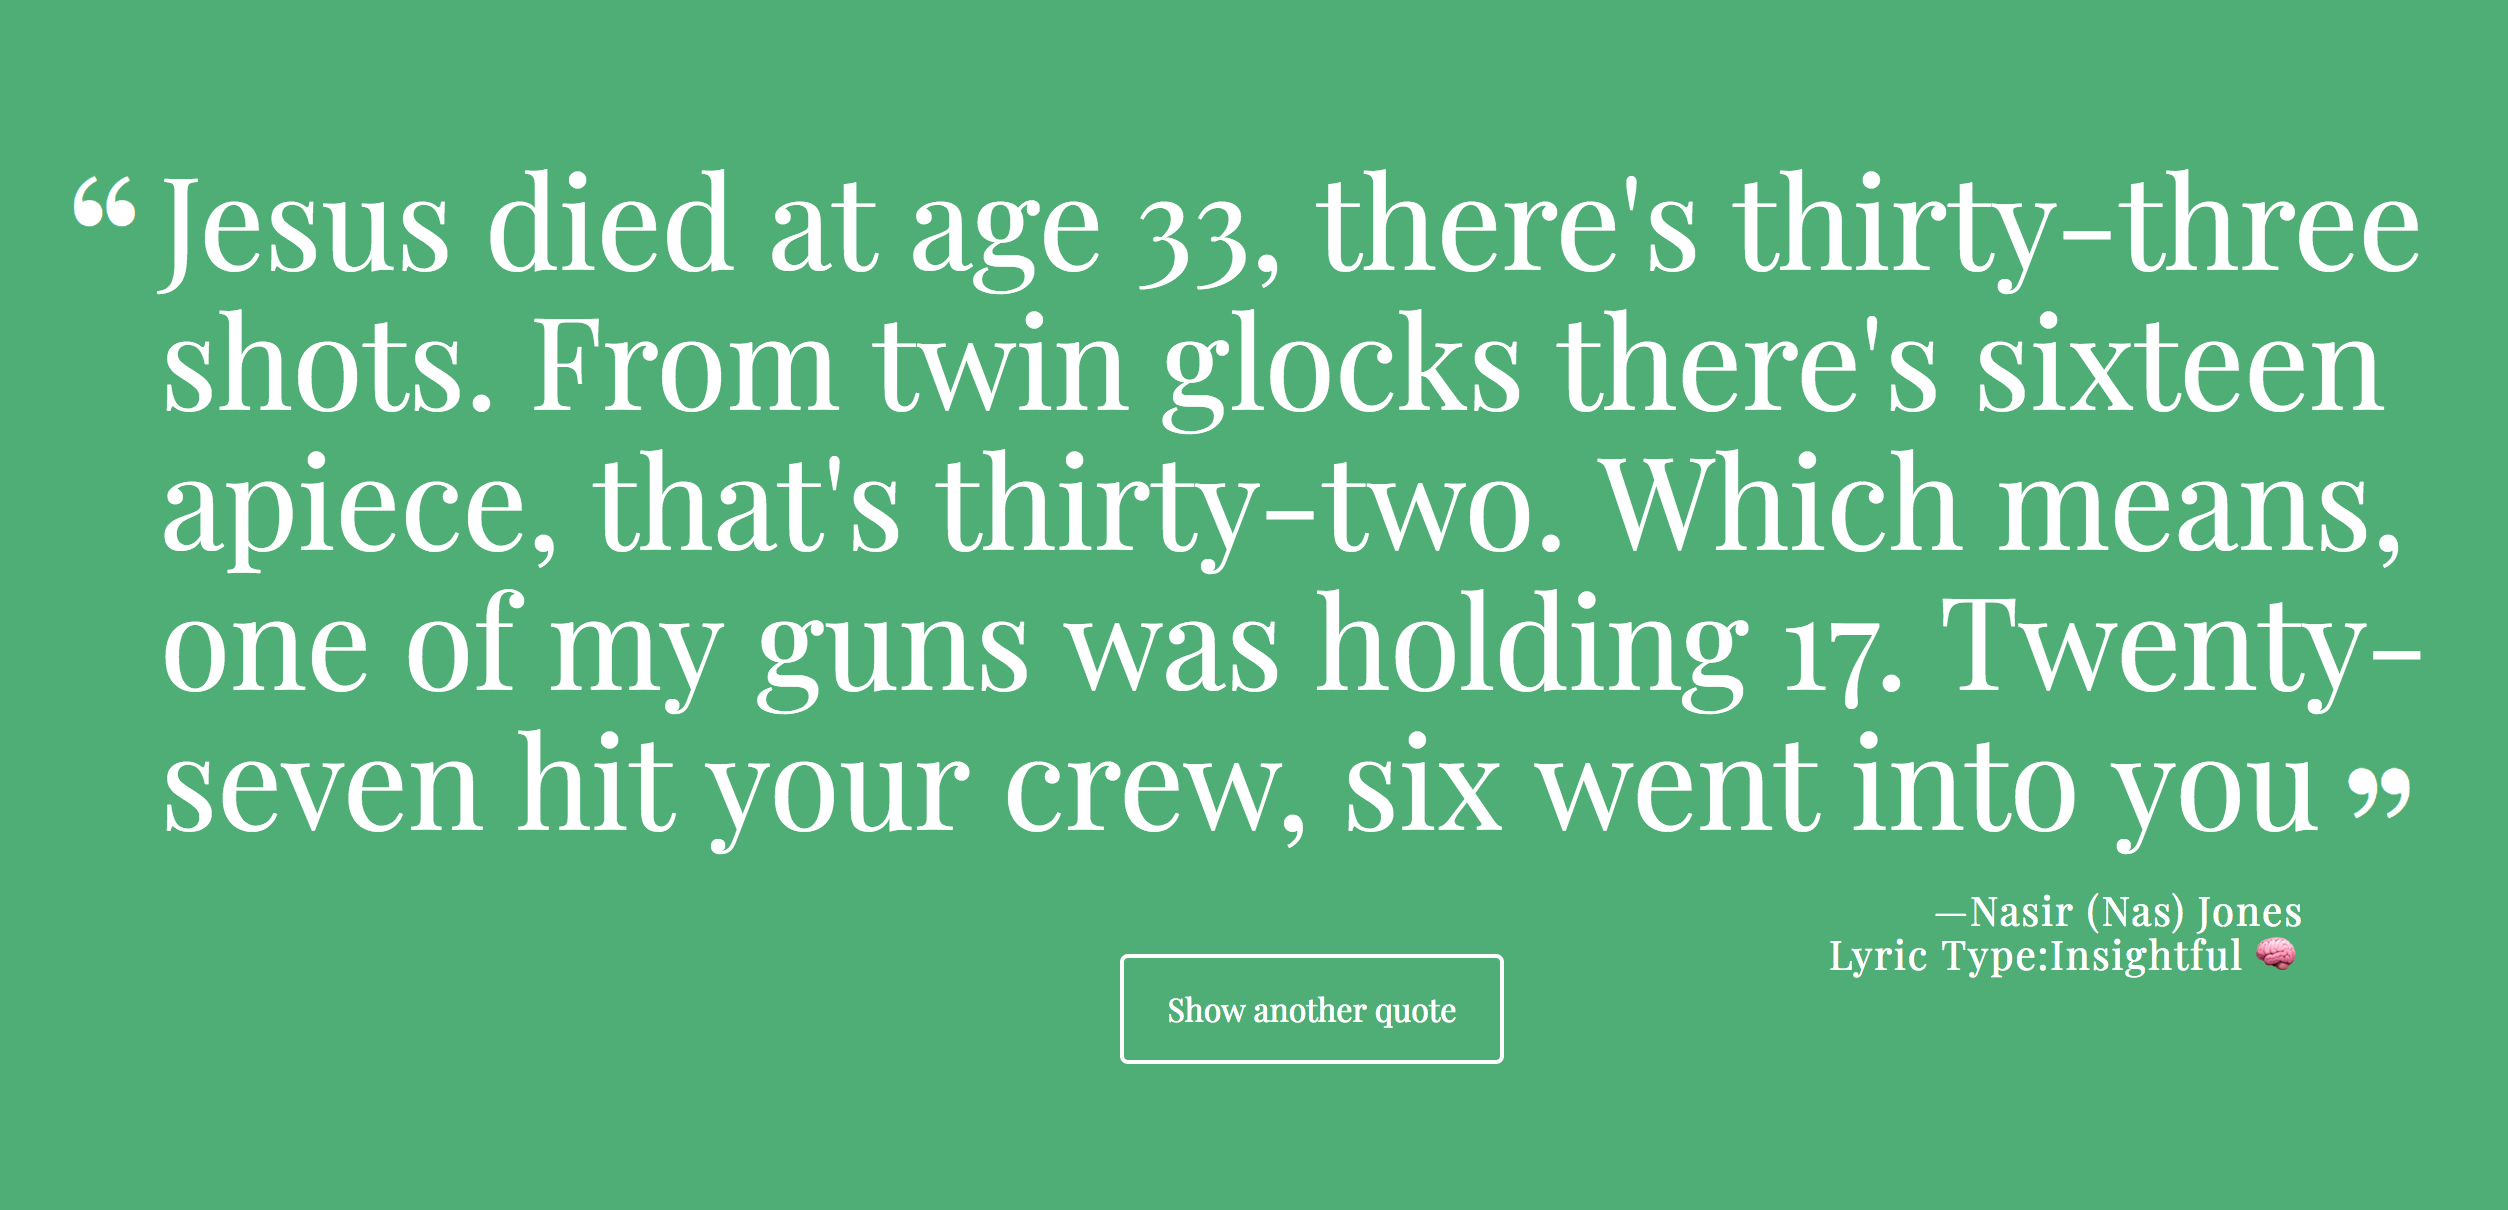 “Jesus died at age 33, there's thirty-three
shots. From twin glocks there's sixteen
apiece, that's thirty-two. Which means,
one of my guns was holding 17. Twenty-
seven hit your crew, six went into you”
—Nasir (Nas) Jones
Lyric Type:Insightful 🧠
Show another quote